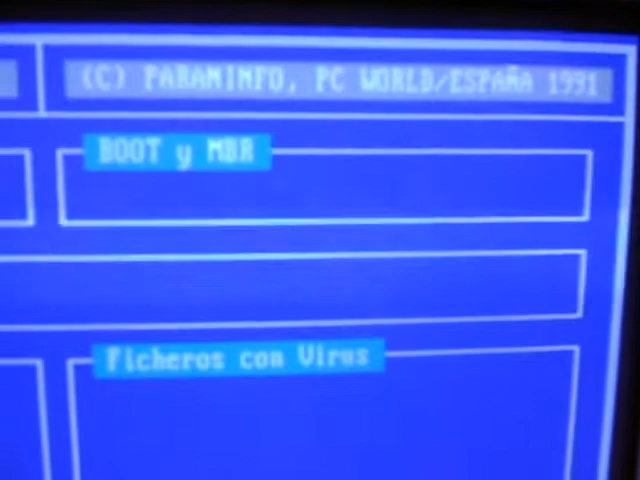 (C) PARANINFO, PC WORLD/ESPAÑA 1991
BOOT y MBR
Ficheros con Virus